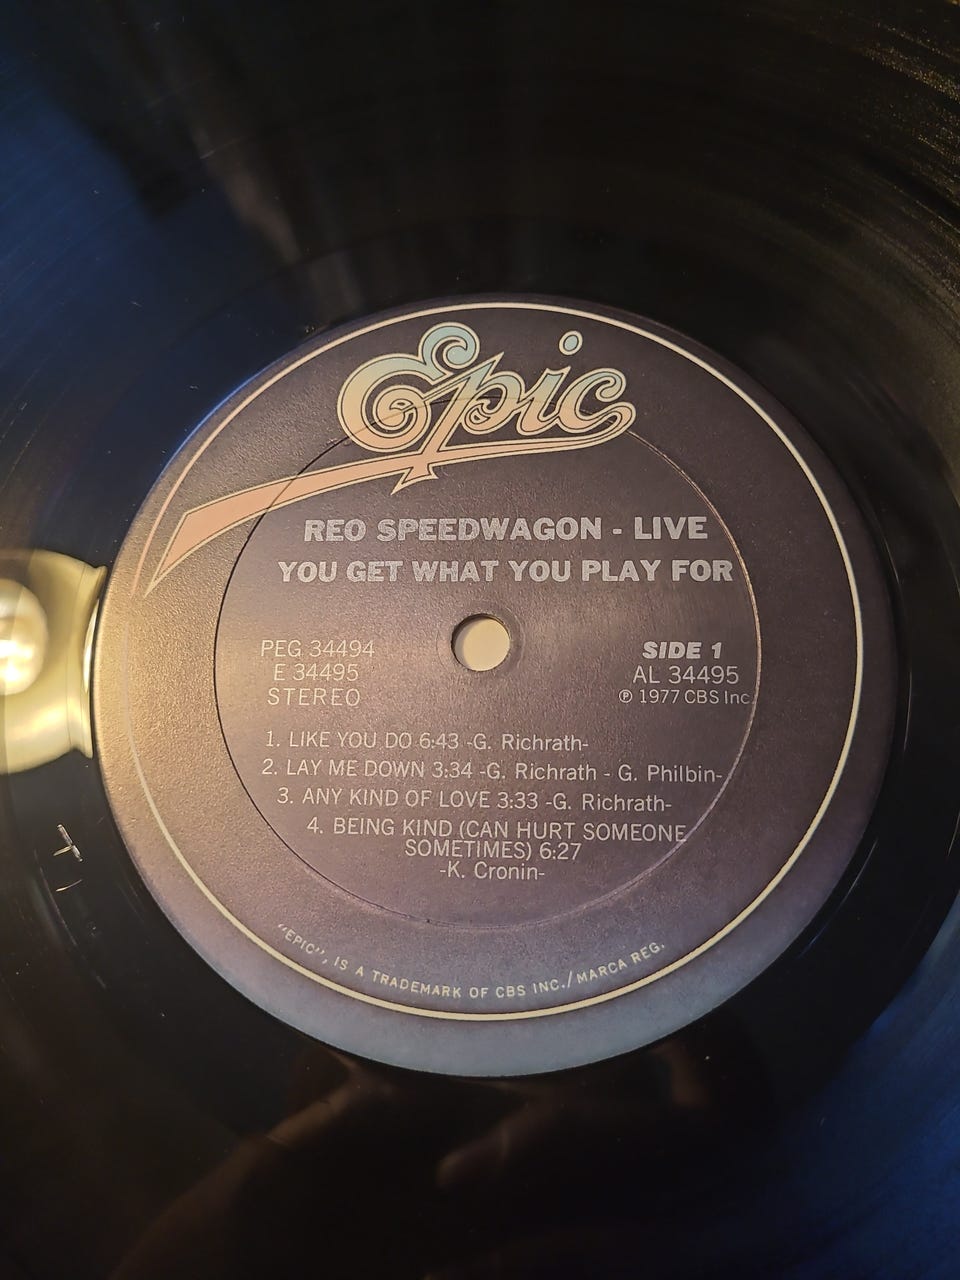 Epic
REO SPEEDWAGON - LIVE
YOU GET WHAT YOU PLAY FOR
PEG 34494
E 34495
STEREO
SIDE 1
AL 34495
℗ 1977 CBS Inc.
1. LIKE YOU DO 6:43 -G. Richrath-
2. LAY ME DOWN 3:34 -G. Richrath - G. Philbin-
3. ANY KIND OF LOVE 3:33 -G. Richrath-
4. BEING KIND (CAN HURT SOMEONE
SOMETIMES) 6:27
-K. Cronin-
"EPIC", IS A TRADEMARK OF CBS INC./MARCA REG.